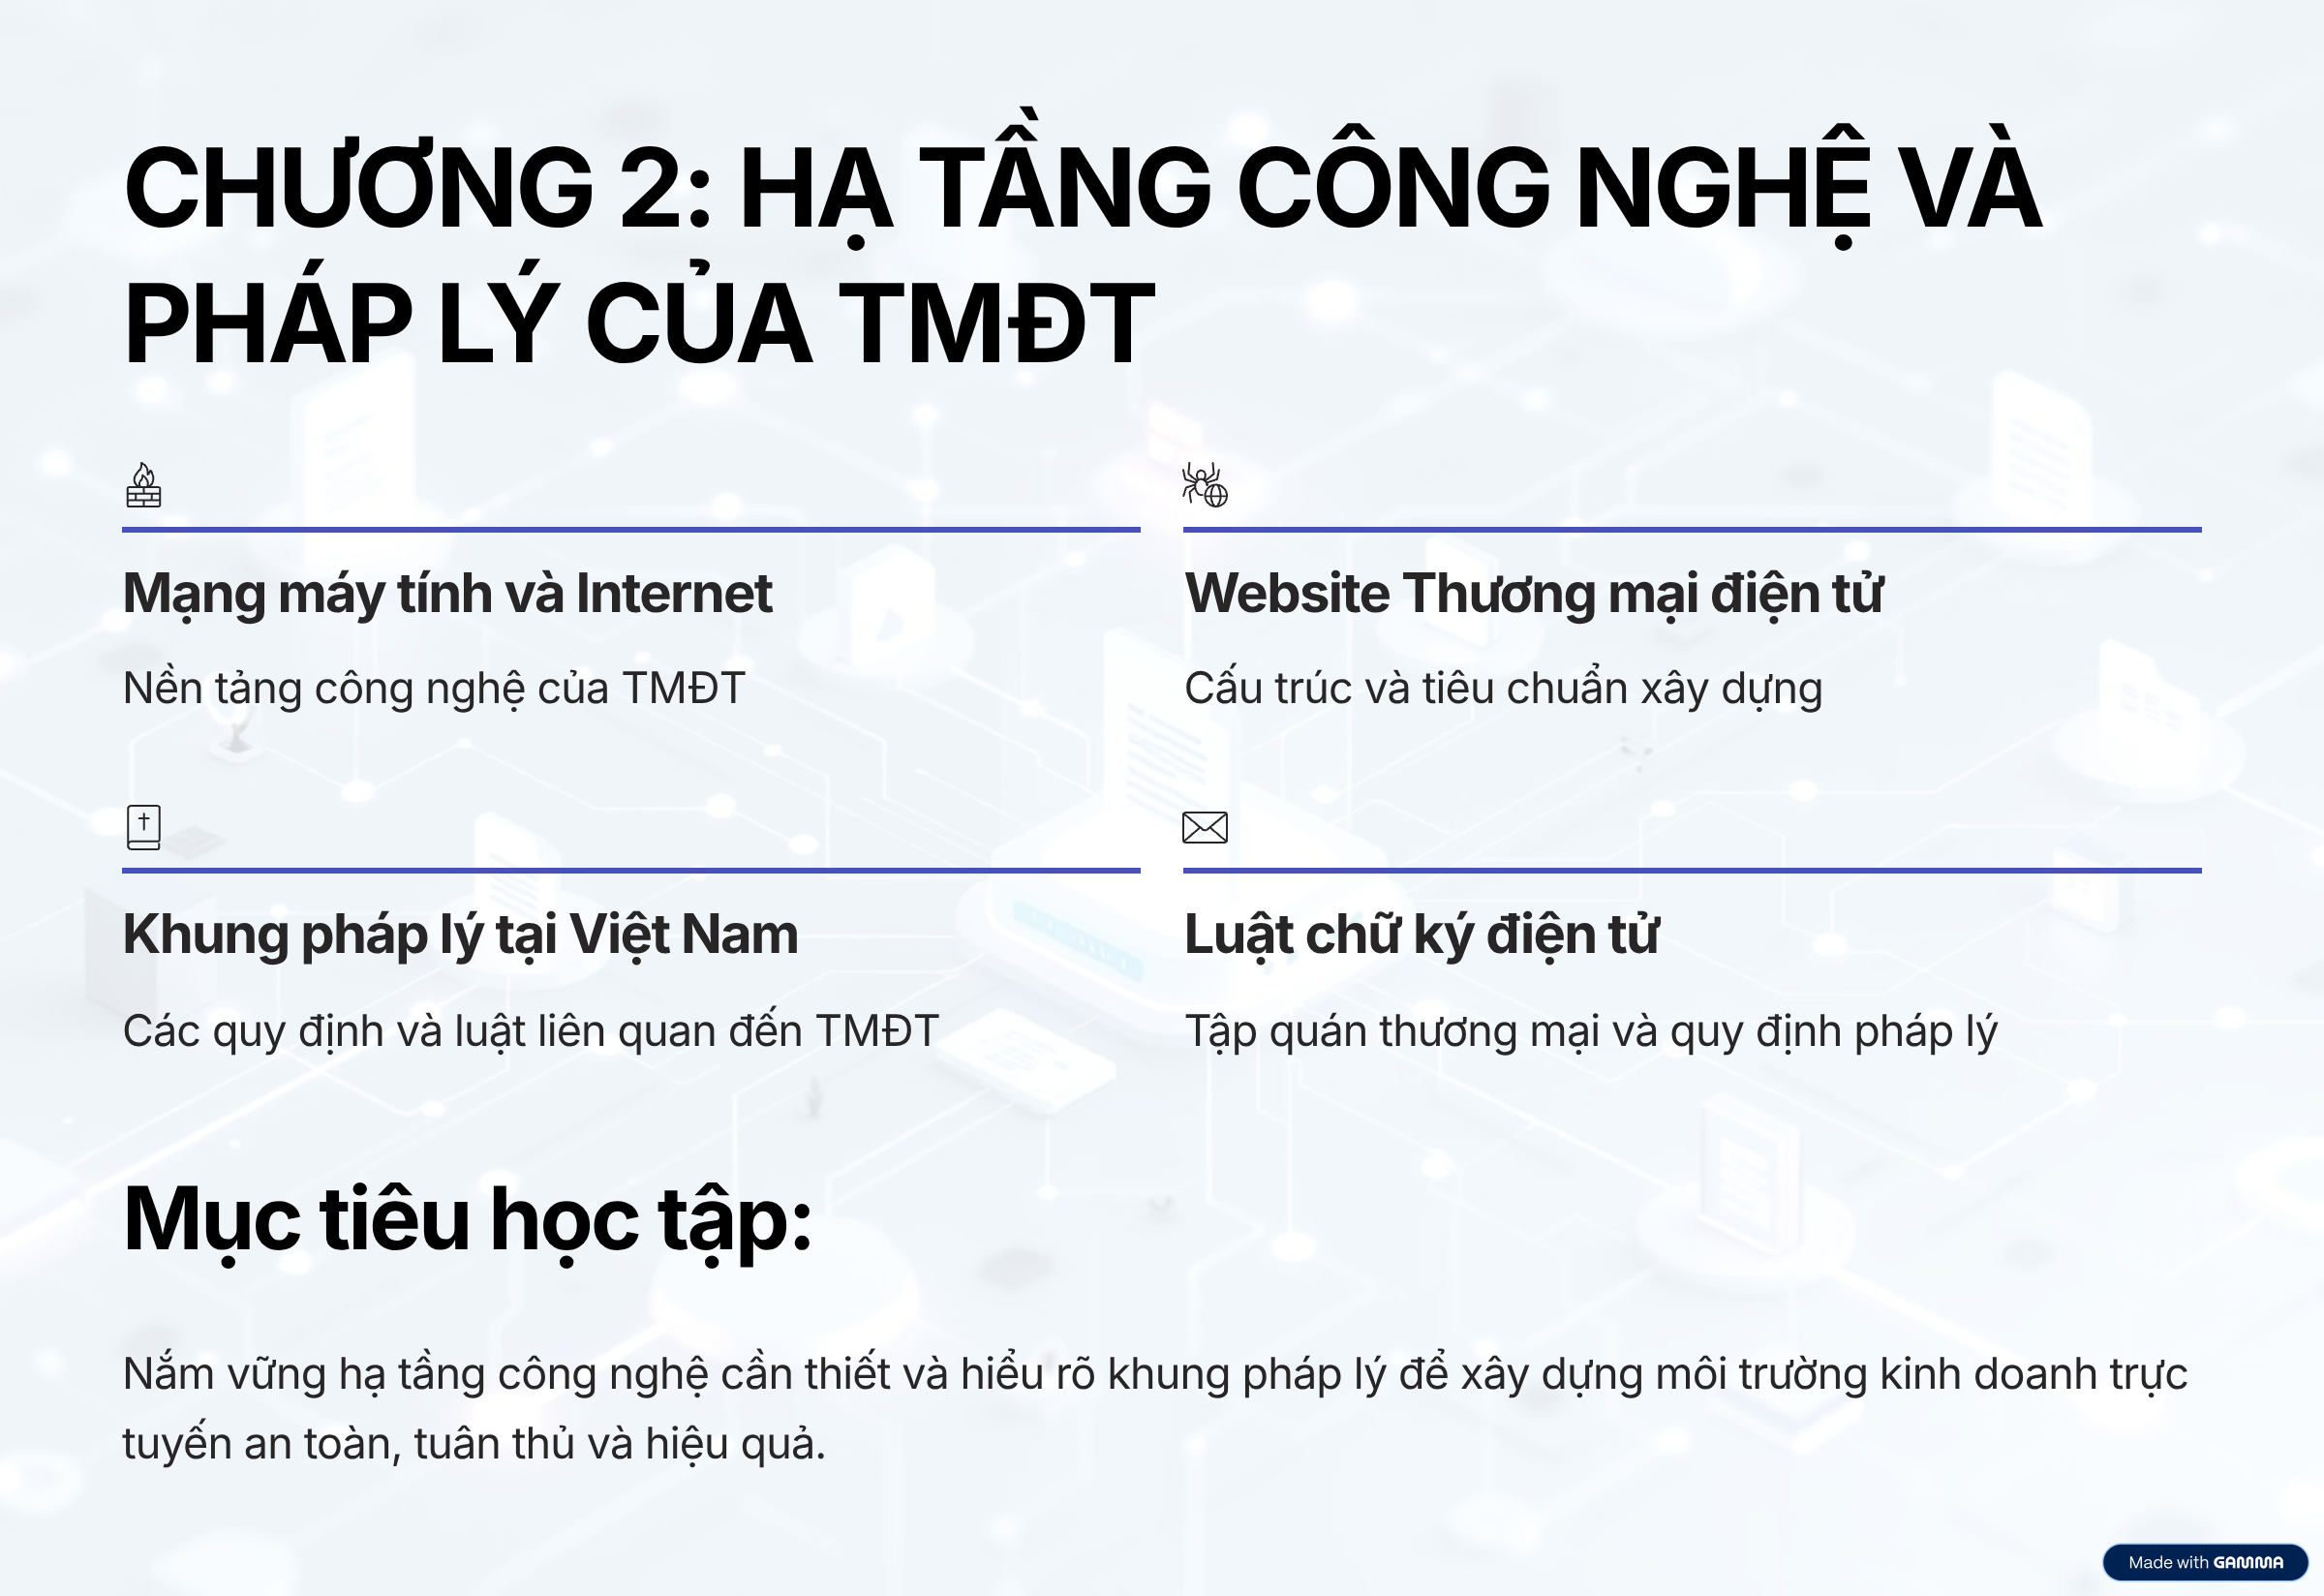 CHƯƠNG 2: HẠ TẦNG CÔNG NGHỆ VÀ
PHÁP LÝ CỦA TMĐT
Mạng máy tính và Internet
Nền tảng công nghệ của TMĐT
Website Thương mại điện tử
Cấu trúc và tiêu chuẩn xây dựng
Khung pháp lý tại Việt Nam
Các quy định và luật liên quan đến TMĐT
Luật chữ ký điện tử
Tập quán thương mại và quy định pháp lý
Mục tiêu học tập:
Nắm vững hạ tầng công nghệ cần thiết và hiểu rõ khung pháp lý để xây dựng môi trường kinh doanh trực
tuyến an toàn, tuân thủ và hiệu quả.
Made with GAMMA